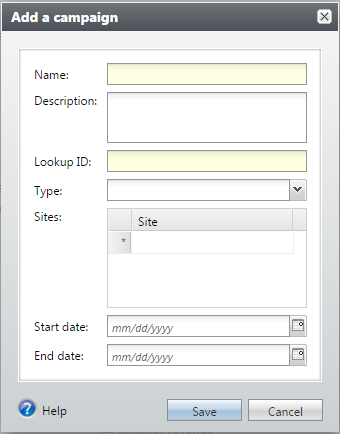 Add a campaign
Name:
Description:
Lookup ID:
Type:
Sites:
Site
*
Start date: mm/dd/yyyy
End date: mm/dd/yyyy
? Help Save Cancel